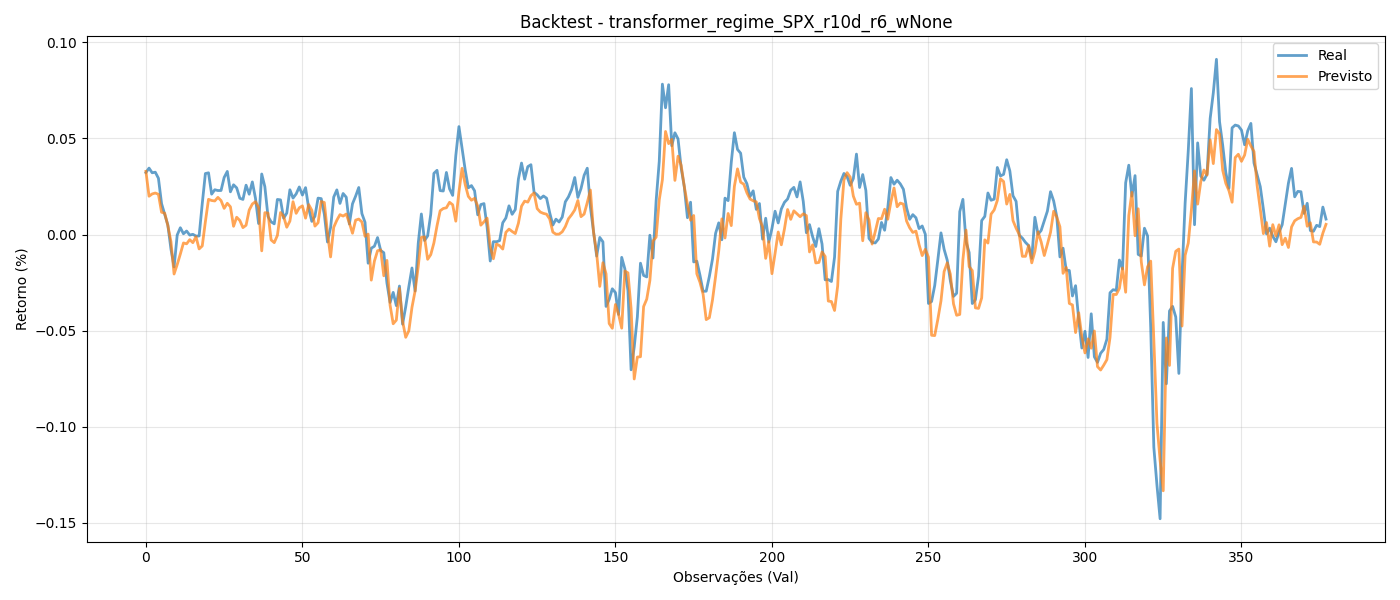 Backtest - transformer_regime_SPX_r10d_r6_wNone
Real
Previsto
Retorno (%)
0.10
0.05
0.00
−0.05
−0.10
−0.15
0 50 100 150 200 250 300 350
Observações (Val)